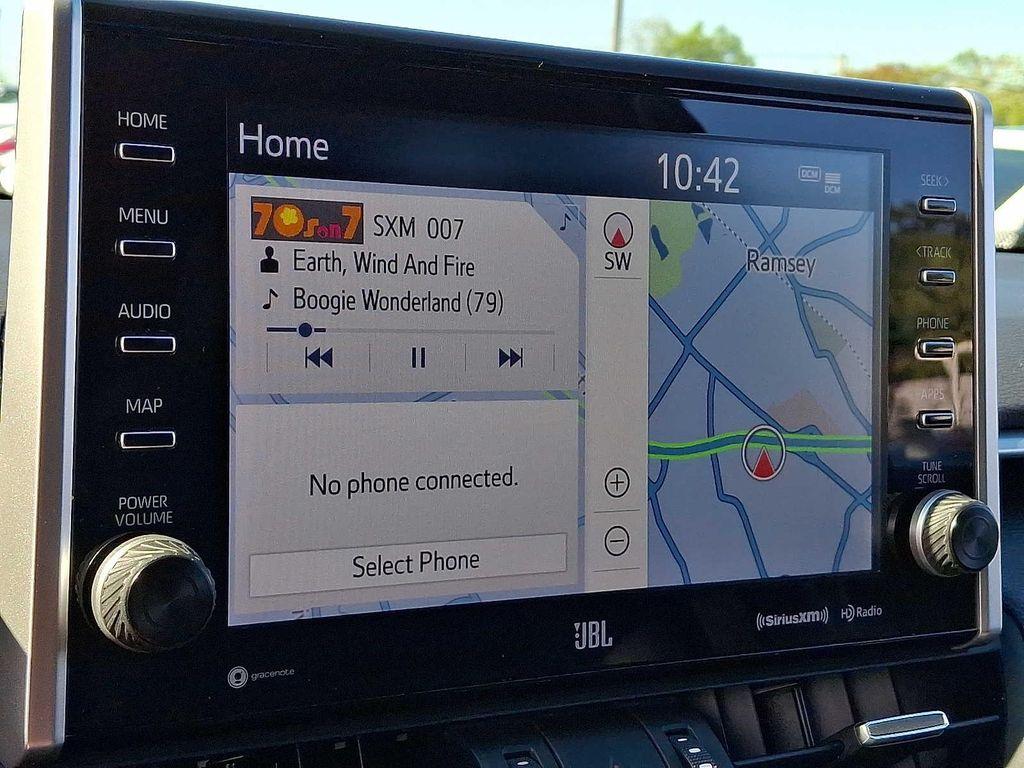 HOME
MENU
AUDIO
MAP
POWER
VOLUME
Home
10:42
DCM
DCM
70s on 7 SXM 007
Earth, Wind And Fire
Boogie Wonderland (79)
No phone connected.
Select Phone
SW
Ramsey
SEEK>
<TRACK
PHONE
APPS
TUNE
SCROLL
gracenote
JBL
((SiriusXM))
HD Radio